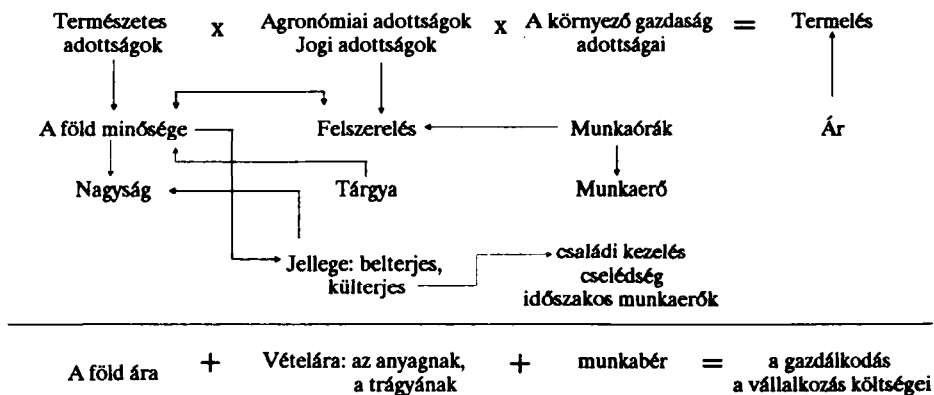 Természetes x Agronómiai adottságok x A környező gazdaság = Termelés
adottságok Jogi adottságok adottságai
A föld minősége Felszerelés Munkaórák Ár
Nagyság Tárgya Munkaerő
Jellege: belterjes, családi kezelés
külterjes cselédség
időszakos munkaerők
A föld ára + Vételára: az anyagnak, + munkabér = a gazdálkodás
a trágyának a vállalkozás költségei